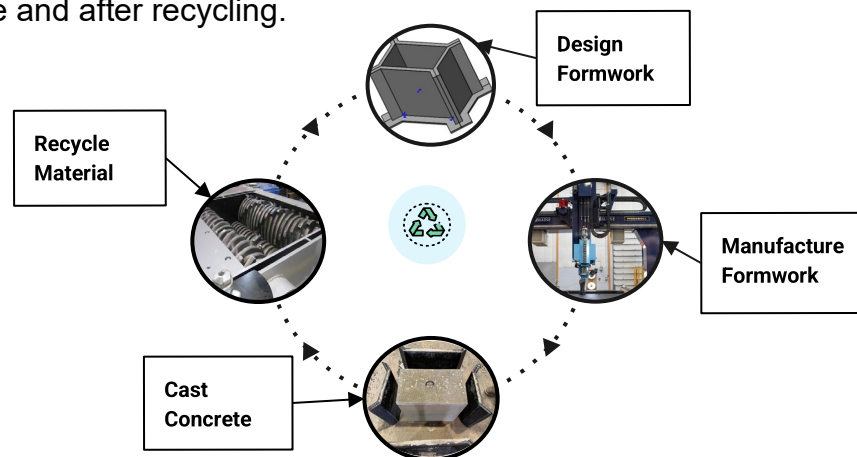 e and after recycling.
Design
Formwork
Recycle
Material
Manufacture
Formwork
Cast
Concrete